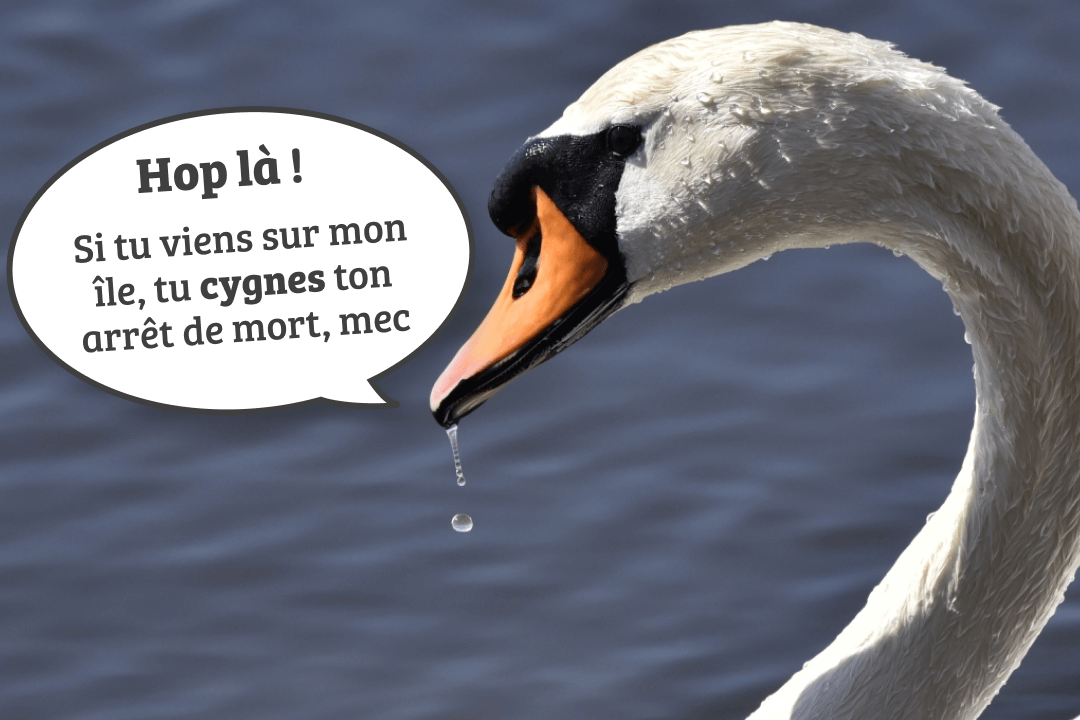 Hop là !
Si tu viens sur mon
île, tu cygnes ton
arrêt de mort, mec